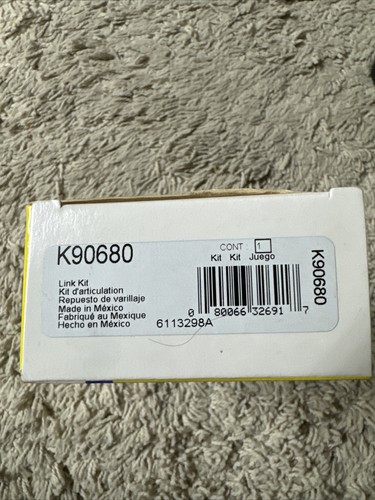 K90680
CONT 1
Kit Kit Juego
Link Kit
Kit d'articulation
Repuesto de varillaje
Made in México
Fabriqué au Mexique
Hecho en México
0 80066 32691 7
6113298A
K90680